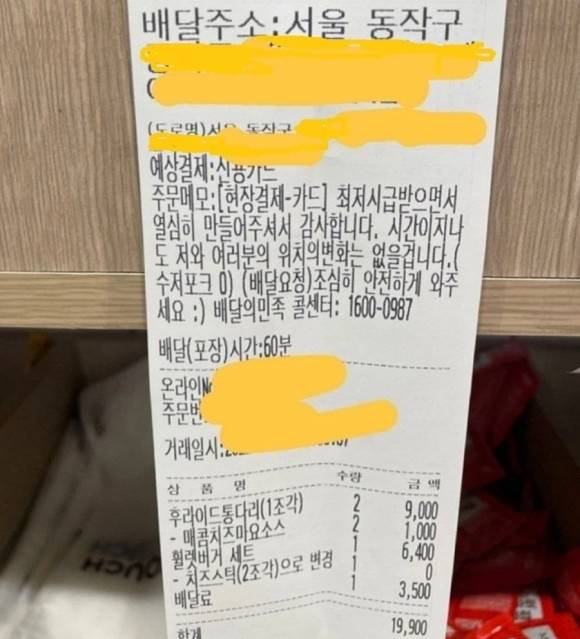 배달주소:서울 동작구
(도로명)서울 동작구
예상결제:신용카드
주문메모:[현장결제-카드] 최저시급받으면서
열심히 만들어주셔서 감사합니다. 시간이지나
도 저와 여러분의 위치의변화는 없을겁니다.(
수저포크 O) (배달요청)조심히 안전하게 와주
세요 :) 배달의민족 콜센터: 1600-0987
배달(포장)시간:60분
온라인
주문번
거래일시:
상 품 명 수량 금 액
후라이드통다리(1조각) 2 9,000
- 매콤치즈마요소스 2 1,000
휠렛버거 세트 1 6,400
- 치즈스틱(2조각)으로 변경 1 0
배달료 1 3,500
합계 19,900